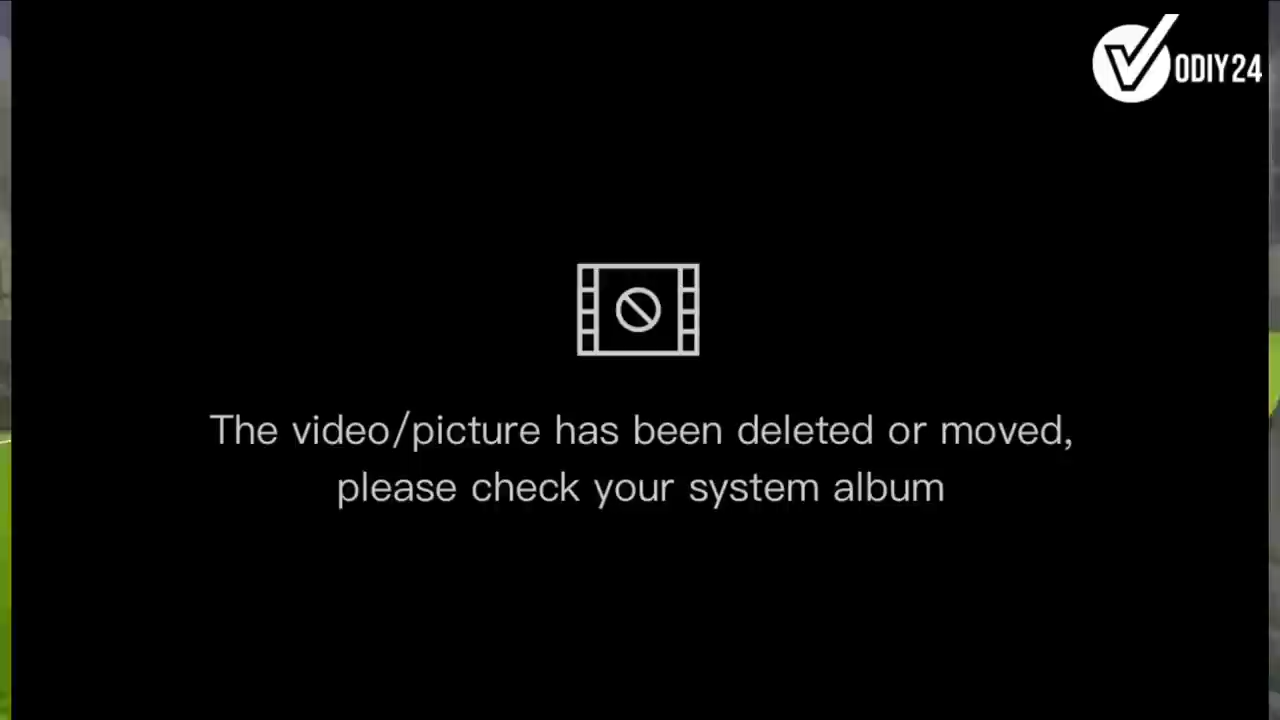 ODIY24
The video/picture has been deleted or moved,
please check your system album